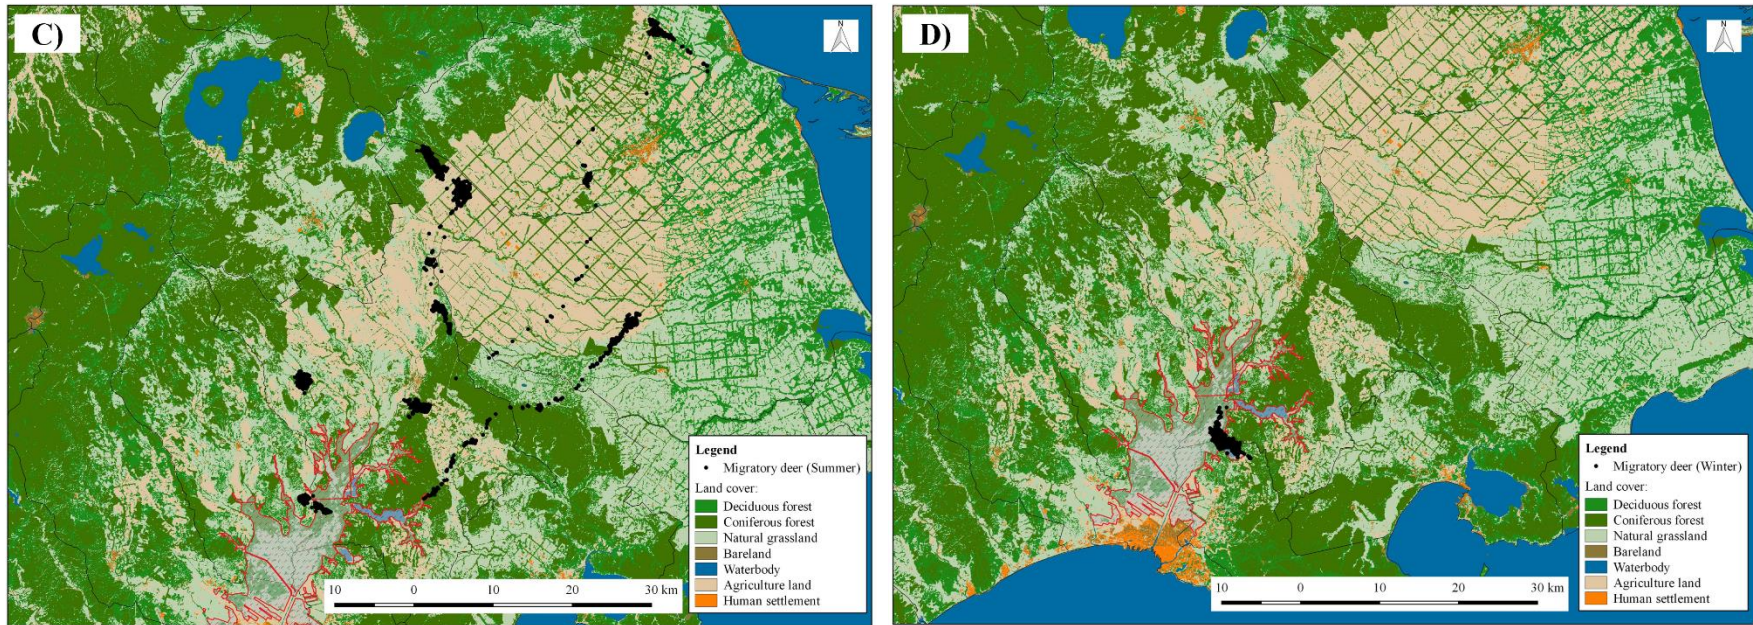 C)
N
Legend
Migratory deer (Summer)
Land cover:
Deciduous forest
Coniferous forest
Natural grassland
Bareland
Waterbody
Agriculture land
Human settlement
10 0 10 20 30 km
D)
N
Legend
Migratory deer (Winter)
Land cover:
Deciduous forest
Coniferous forest
Natural grassland
Bareland
Waterbody
Agriculture land
Human settlement
10 0 10 20 30 km